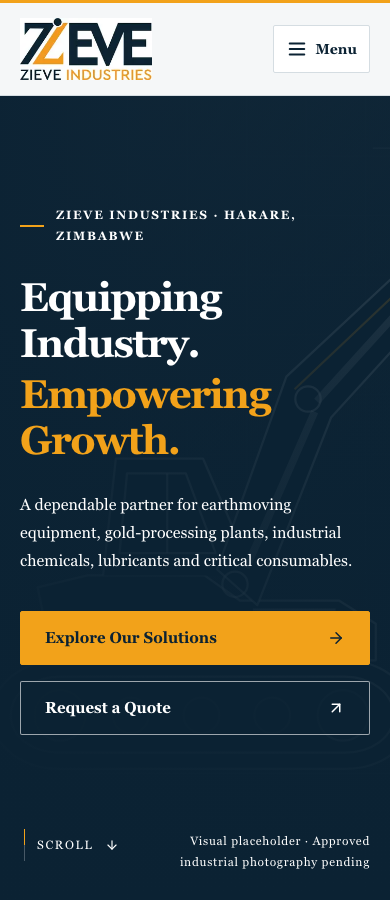 ZIEVE
ZIEVE INDUSTRIES
Menu
ZIEVE INDUSTRIES · HARARE,
ZIMBABWE
Equipping
Industry.
Empowering
Growth.
A dependable partner for earthmoving
equipment, gold-processing plants, industrial
chemicals, lubricants and critical consumables.
Explore Our Solutions
Request a Quote
SCROLL
Visual placeholder · Approved
industrial photography pending